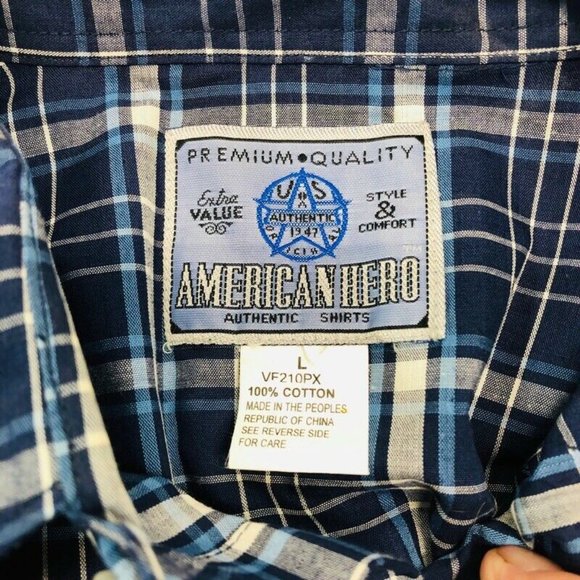 PREMIUM•QUALITY
Extra
VALUE
U S A
AUTHENTIC
1947
STYLE
&
COMFORT
AMERICAN HERO
AUTHENTIC SHIRTS
L
VF210PX
100% COTTON
MADE IN THE PEOPLES
REPUBLIC OF CHINA
SEE REVERSE SIDE
FOR CARE